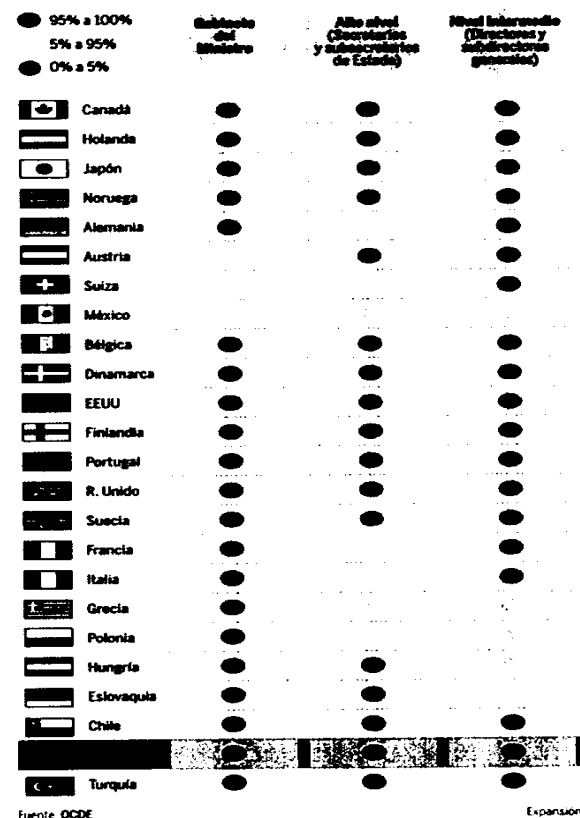 95% a 100%
5% a 95%
0% a 5%
Gabinete
del
Ministro
Alto nivel
(Secretarios
y subsecretarios
de Estado)
Nivel Intermedio
(Directores y
subdirectores
generales)
Canadá
Holanda
Japón
Noruega
Alemania
Austria
Suiza
México
Bélgica
Dinamarca
EEUU
Finlandia
Portugal
R. Unido
Suecia
Francia
Italia
Grecia
Polonia
Hungría
Eslovaquia
Chile
Turquía
Fuente OCDE
Expansión